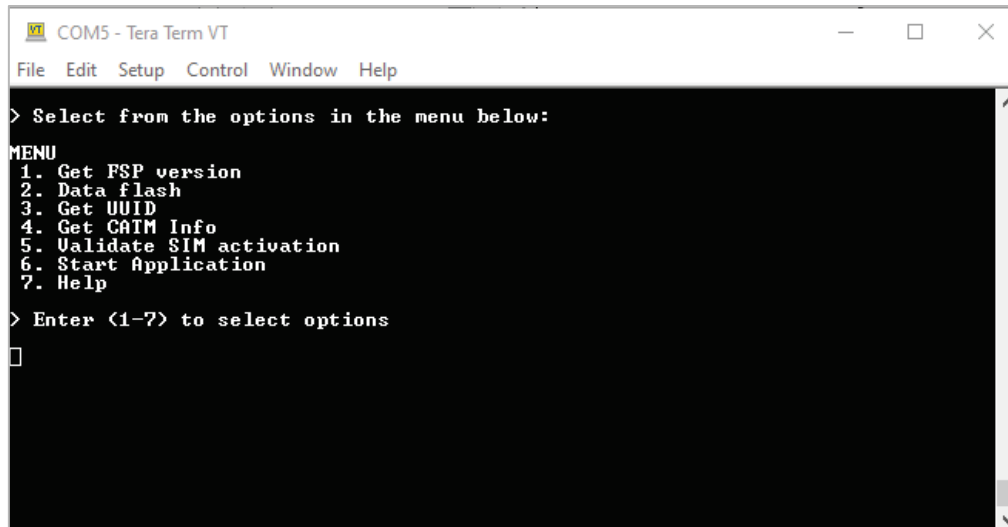 VT COM5 - Tera Term VT
File Edit Setup Control Window Help
> Select from the options in the menu below:
MENU
1. Get FSP version
2. Data flash
3. Get UUID
4. Get CATM Info
5. Validate SIM activation
6. Start Application
7. Help
> Enter (1-7) to select options